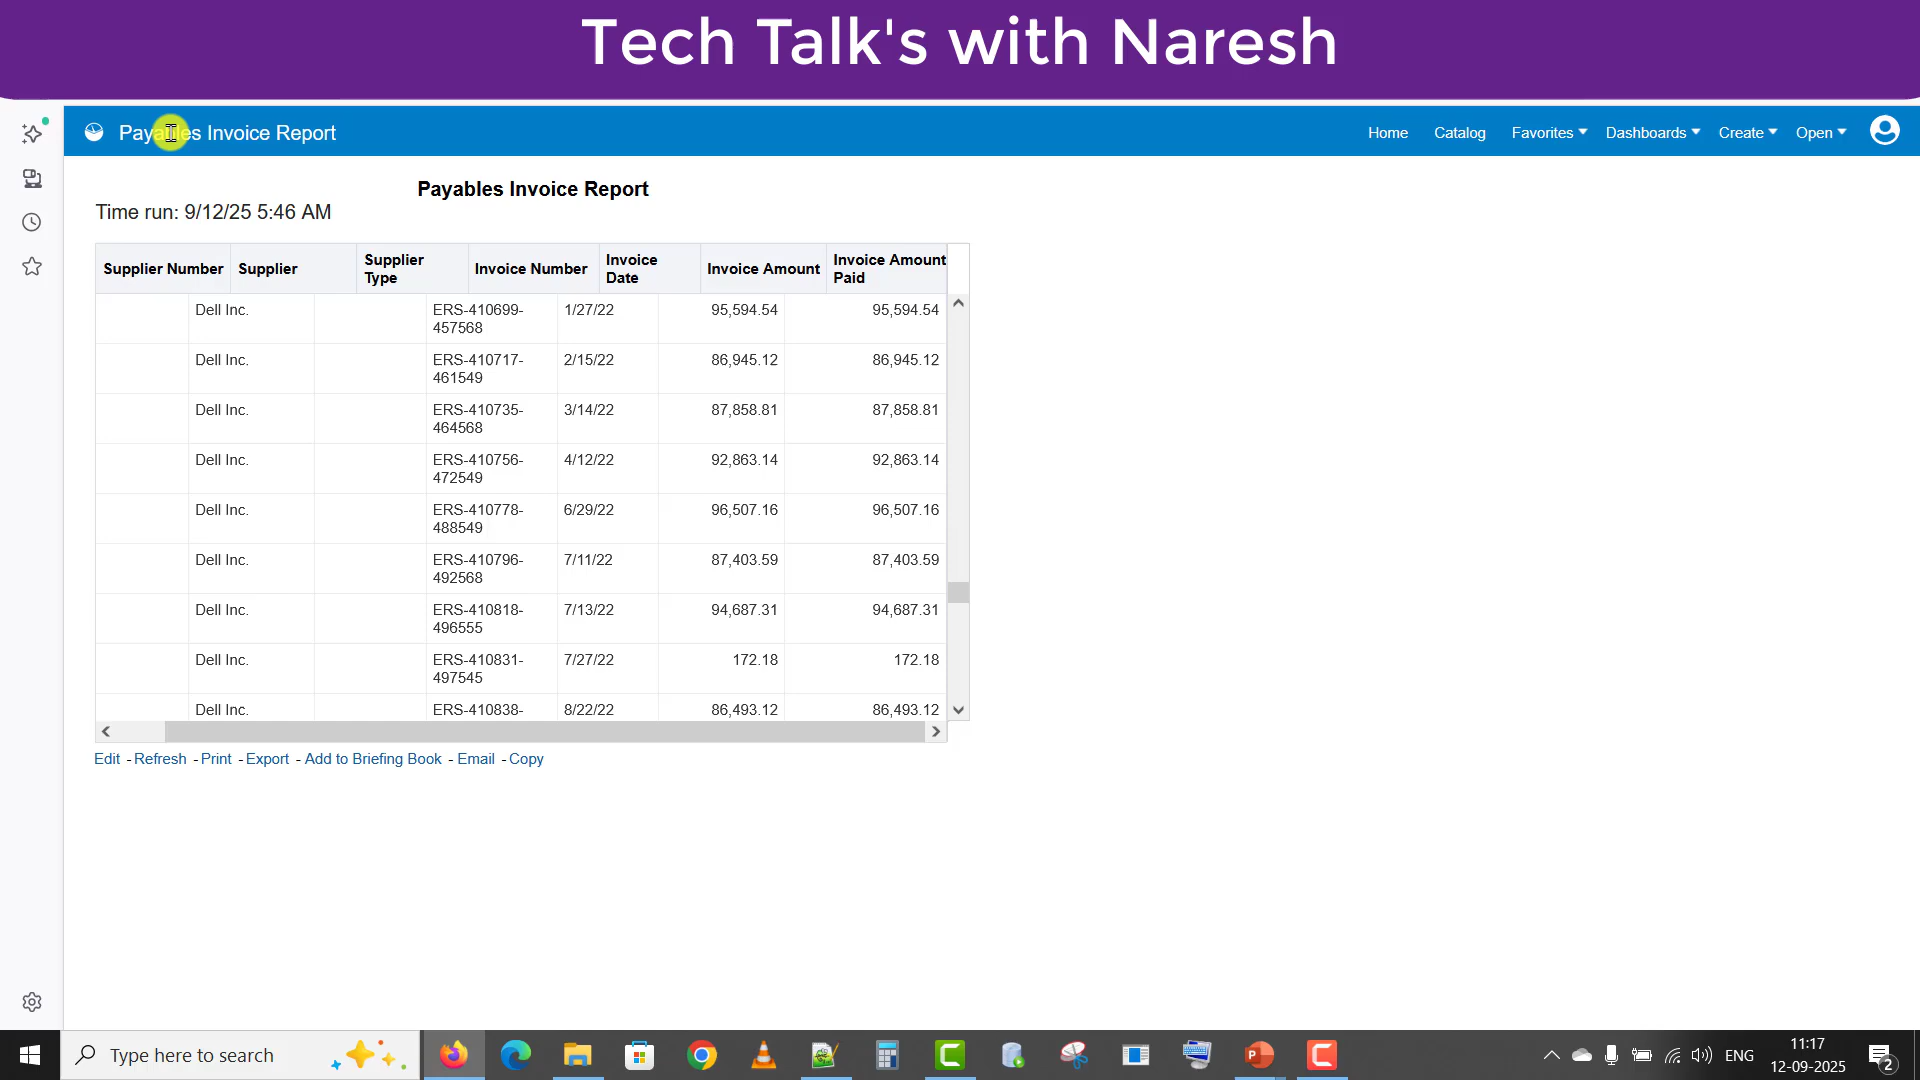 Tech Talk's with Naresh
Payables Invoice Report
Home Catalog Favorites Dashboards Create Open
Payables Invoice Report
Time run: 9/12/25 5:46 AM
Supplier Number Supplier Supplier Type Invoice Number Invoice Date Invoice Amount Invoice Amount Paid
Dell Inc. ERS-410699-457568 1/27/22 95,594.54 95,594.54
Dell Inc. ERS-410717-461549 2/15/22 86,945.12 86,945.12
Dell Inc. ERS-410735-464568 3/14/22 87,858.81 87,858.81
Dell Inc. ERS-410756-472549 4/12/22 92,863.14 92,863.14
Dell Inc. ERS-410778-488549 6/29/22 96,507.16 96,507.16
Dell Inc. ERS-410796-492568 7/11/22 87,403.59 87,403.59
Dell Inc. ERS-410818-496555 7/13/22 94,687.31 94,687.31
Dell Inc. ERS-410831-497545 7/27/22 172.18 172.18
Dell Inc. ERS-410838- 8/22/22 86,493.12 86,493.12
Edit - Refresh - Print - Export - Add to Briefing Book - Email - Copy
Type here to search
ENG
11:17
12-09-2025
2